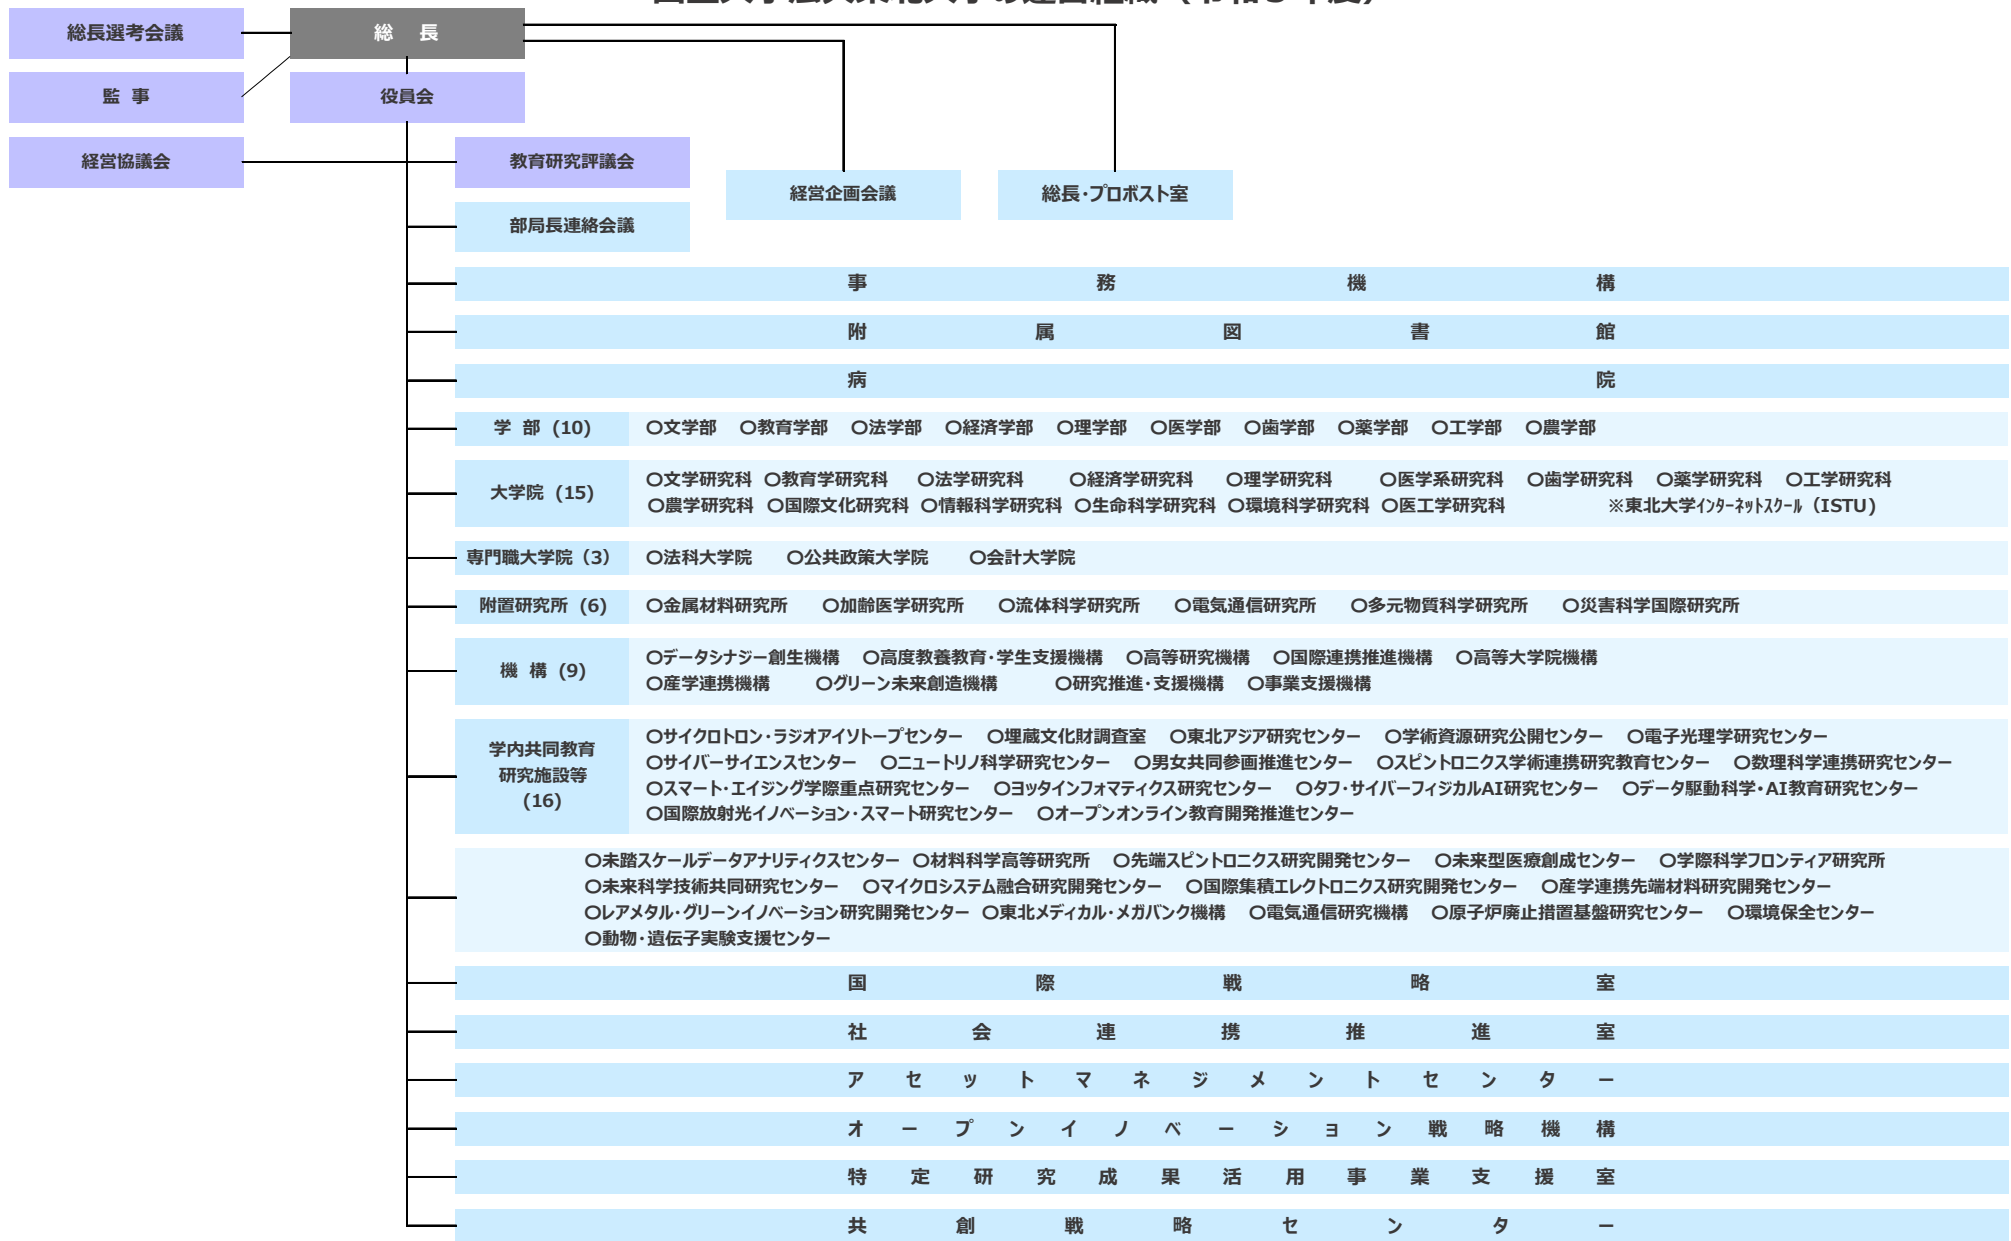 国立大学法人東北大学の運営組織（令和5年度）
総長選考会議
総　長
監 事
役員会
経営協議会
教育研究評議会
経営企画会議
総長・プロボスト室
部局長連絡会議
事務機構
附属図書館
病院
学 部 (10)
○文学部 ○教育学部 ○法学部 ○経済学部 ○理学部 ○医学部 ○歯学部 ○薬学部 ○工学部 ○農学部
大学院 (15)
○文学研究科 ○教育学研究科 ○法学研究科 ○経済学研究科 ○理学研究科 ○医学系研究科 ○歯学研究科 ○薬学研究科 ○工学研究科
○農学研究科 ○国際文化研究科 ○情報科学研究科 ○生命科学研究科 ○環境科学研究科 ○医工学研究科 ※東北大学ｲﾝﾀｰﾈｯﾄｽｸｰﾙ（ISTU）
専門職大学院（3）
○法科大学院 ○公共政策大学院 ○会計大学院
附置研究所 (6)
○金属材料研究所 ○加齢医学研究所 ○流体科学研究所 ○電気通信研究所 ○多元物質科学研究所 ○災害科学国際研究所
機 構 (9)
○データシナジー創生機構 ○高度教養教育・学生支援機構 ○高等研究機構 ○国際連携推進機構 ○高等大学院機構
○産学連携機構 ○グリーン未来創造機構 ○研究推進・支援機構 ○事業支援機構
学内共同教育
研究施設等
(16)
○サイクロトロン・ラジオアイソトープセンター ○埋蔵文化財調査室 ○東北アジア研究センター ○学術資源研究公開センター ○電子光理学研究センター
○サイバーサイエンスセンター ○ニュートリノ科学研究センター ○男女共同参画推進センター ○スピントロニクス学術連携研究教育センター ○数理科学連携研究センター
○スマート・エイジング学際重点研究センター ○ヨッタインフォマティクス研究センター ○タフ・サイバーフィジカルAI研究センター ○データ駆動科学・AI教育研究センター
○国際放射光イノベーション・スマート研究センター ○オープンオンライン教育開発推進センター
○未踏スケールデータアナリティクスセンター ○材料科学高等研究所 ○先端スピントロニクス研究開発センター ○未来型医療創成センター ○学際科学フロンティア研究所
○未来科学技術共同研究センター ○マイクロシステム融合研究開発センター ○国際集積エレクトロニクス研究開発センター ○産学連携先端材料研究開発センター
○レアメタル・グリーンイノベーション研究開発センター ○東北メディカル・メガバンク機構 ○電気通信研究機構 ○原子炉廃止措置基盤研究センター ○環境保全センター
○動物・遺伝子実験支援センター
国際戦略室
社会連携推進室
アセットマネジメントセンター
オープンイノベーション戦略機構
特定研究成果活用事業支援室
共創戦略センター